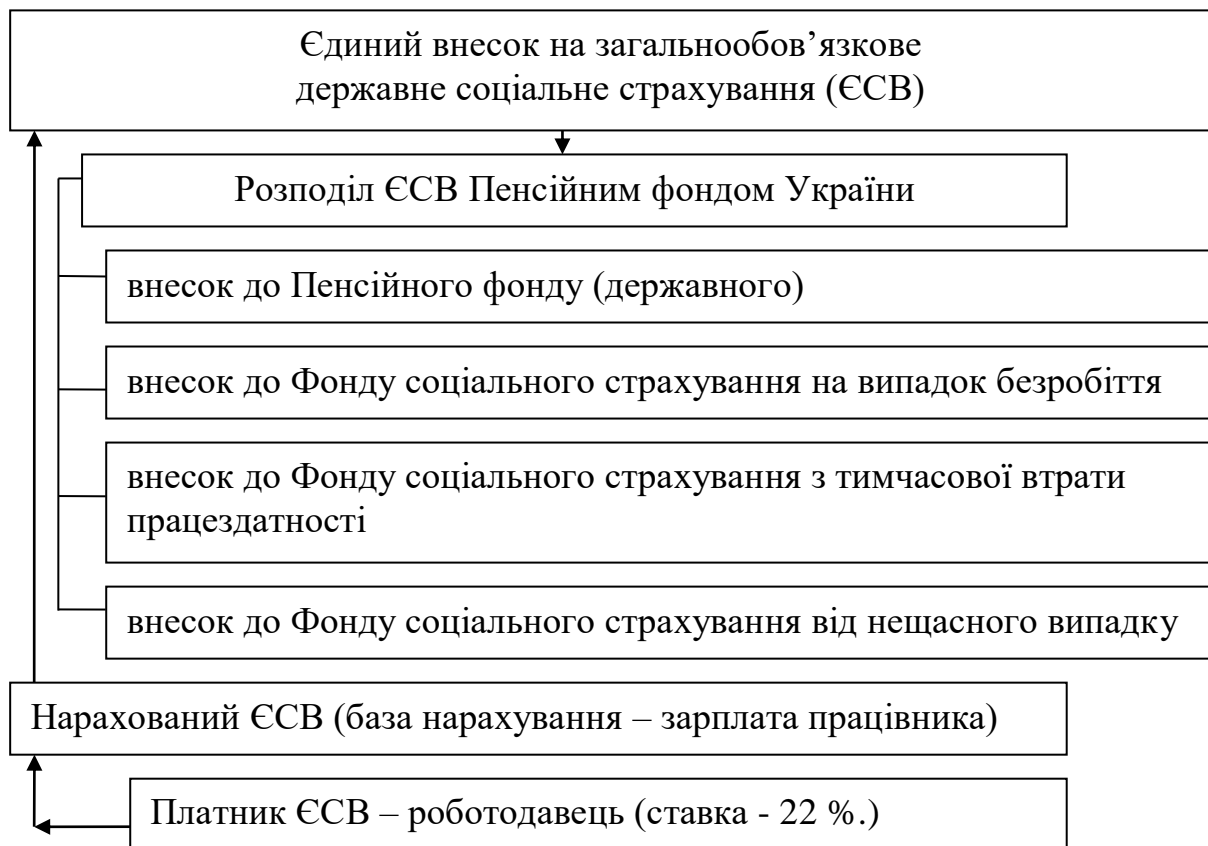 Єдиний внесок на загальнообов’язкове
державне соціальне страхування (ЄСВ)
Розподіл ЄСВ Пенсійним фондом України
внесок до Пенсійного фонду (державного)
внесок до Фонду соціального страхування на випадок безробіття
внесок до Фонду соціального страхування з тимчасової втрати
працездатності
внесок до Фонду соціального страхування від нещасного випадку
Нарахований ЄСВ (база нарахування – зарплата працівника)
Платник ЄСВ – роботодавець (ставка - 22 %.)